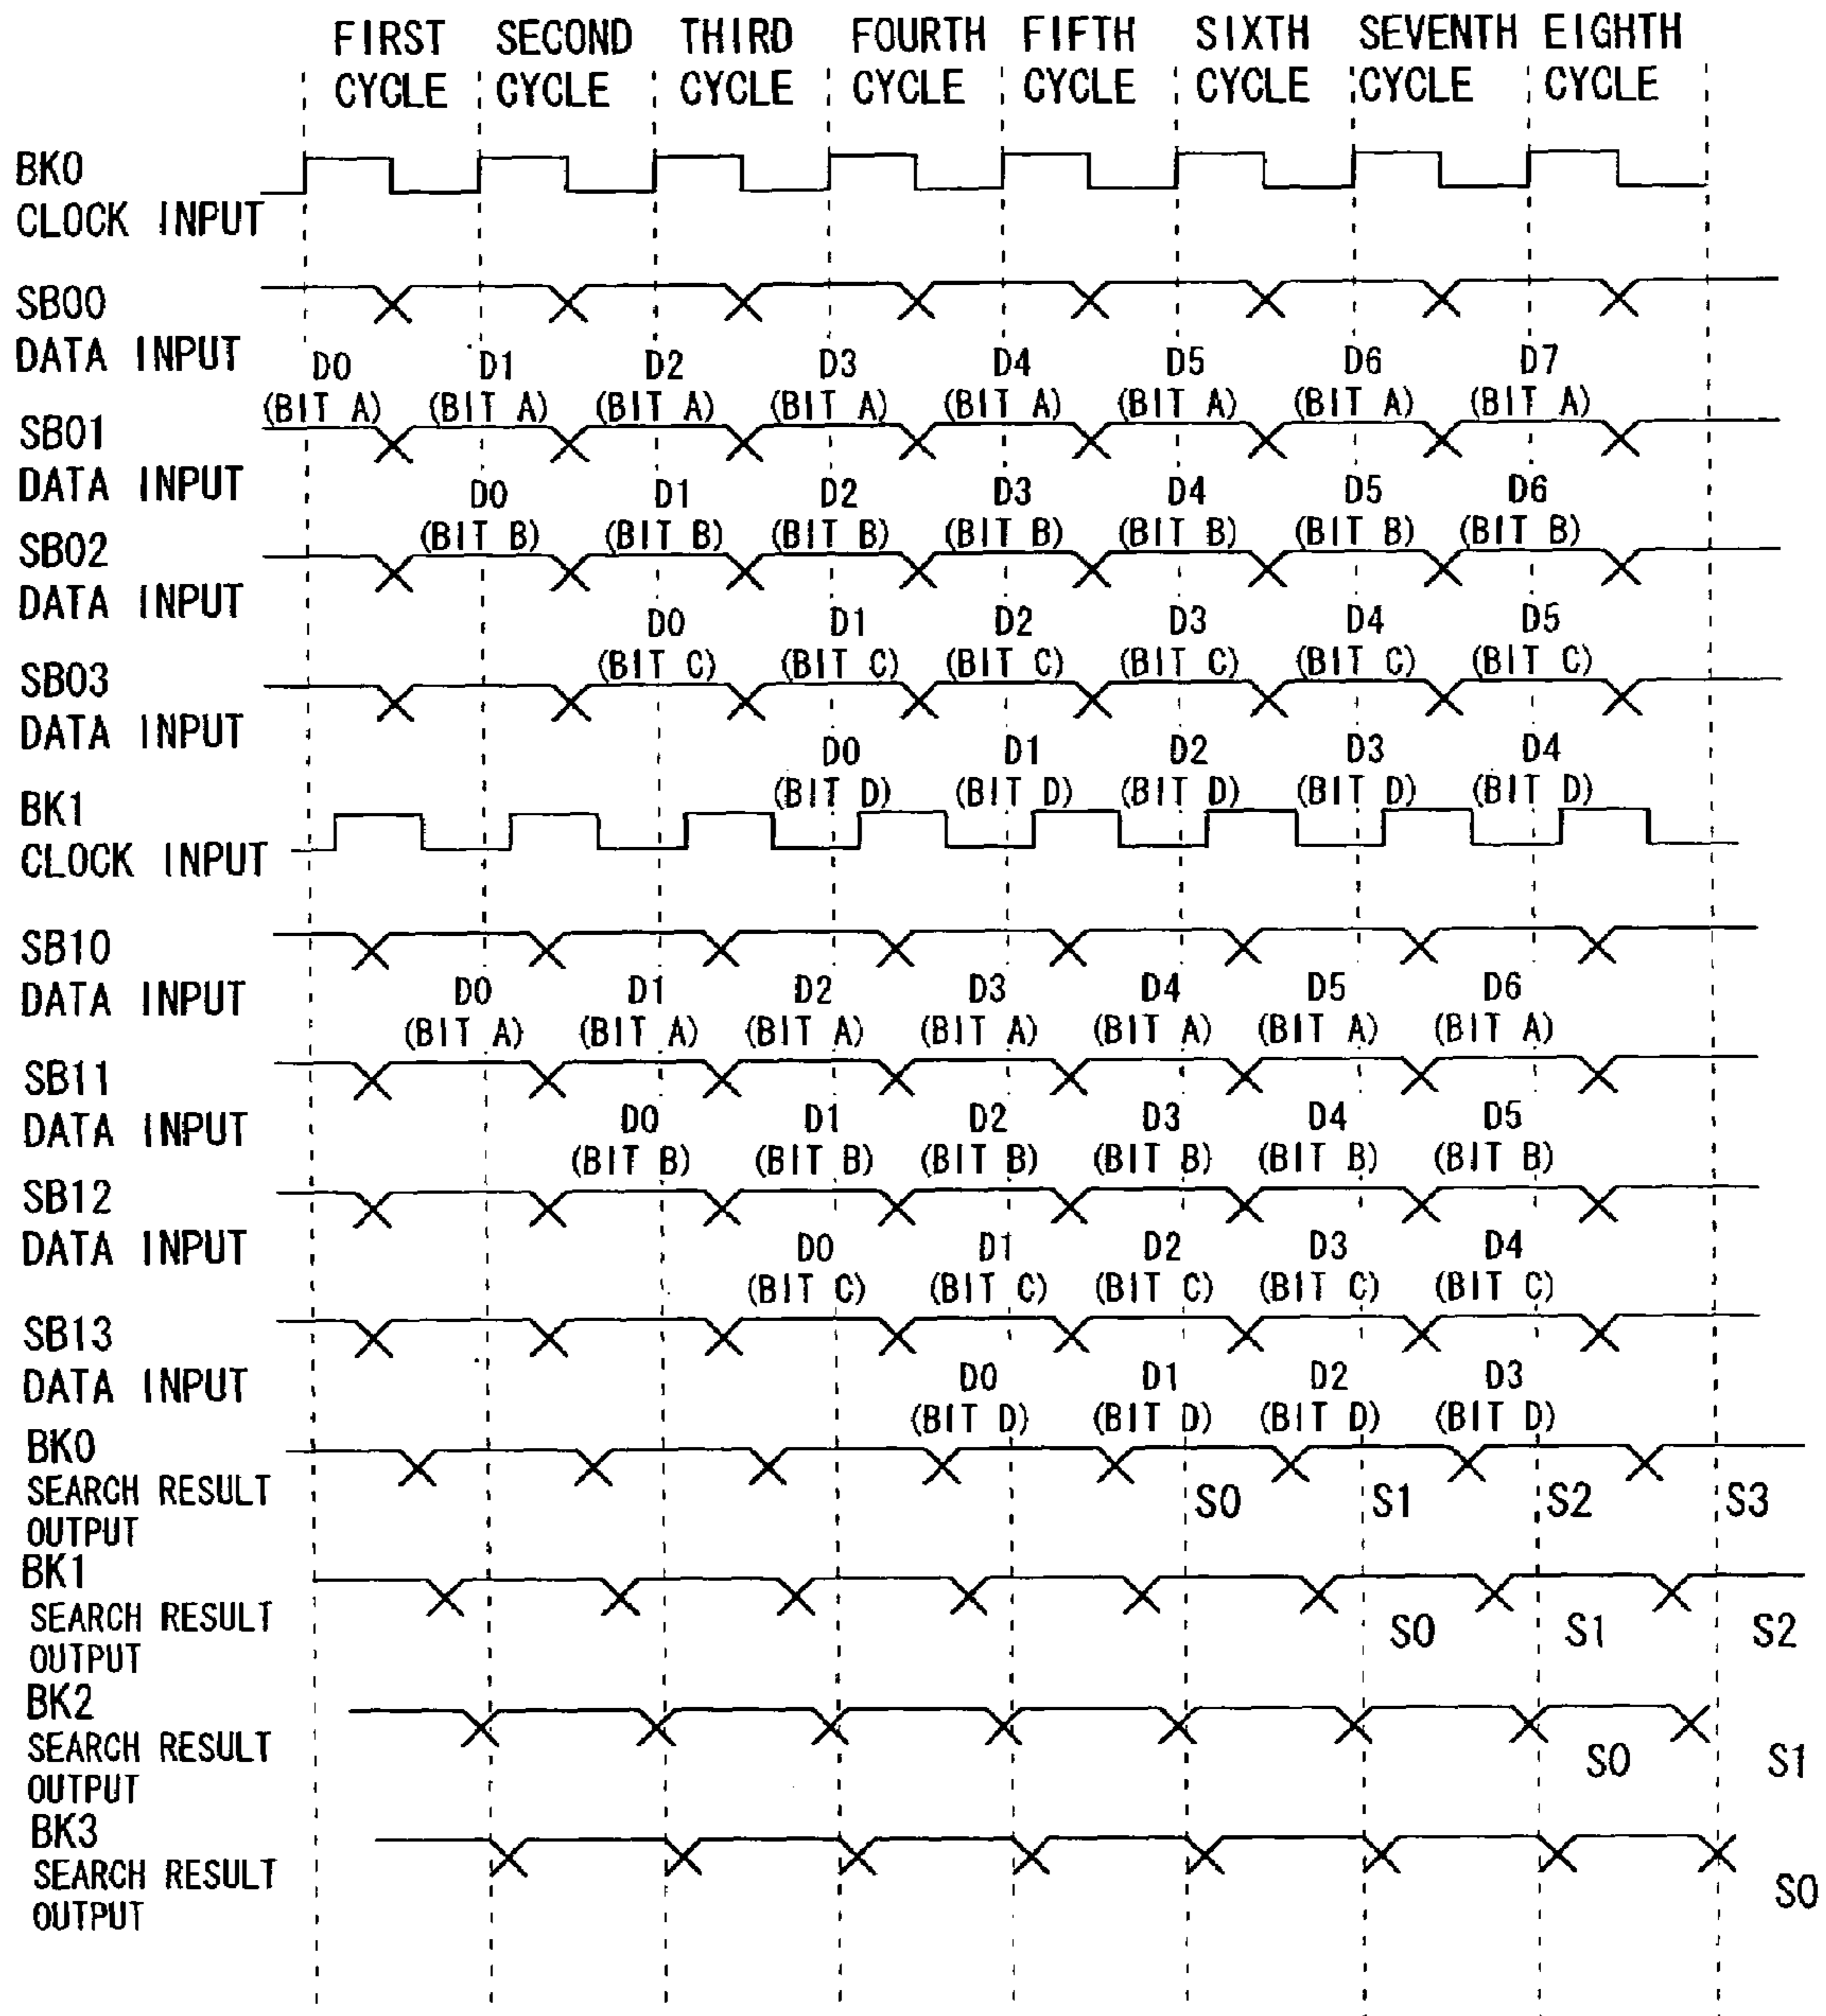 FIRST SECOND THIRD FOURTH FIFTH SIXTH SEVENTH EIGHTH
CYCLE CYCLE CYCLE CYCLE CYCLE CYCLE CYCLE CYCLE
BK0
CLOCK INPUT
SB00
DATA INPUT
D0 D1 D2 D3 D4 D5 D6 D7
(BIT A) (BIT A) (BIT A) (BIT A) (BIT A) (BIT A) (BIT A) (BIT A)
SB01
DATA INPUT
D0 D1 D2 D3 D4 D5 D6
(BIT B) (BIT B) (BIT B) (BIT B) (BIT B) (BIT B) (BIT B)
SB02
DATA INPUT
D0 D1 D2 D3 D4 D5
(BIT C) (BIT C) (BIT C) (BIT C) (BIT C) (BIT C)
SB03
DATA INPUT
D0 D1 D2 D3 D4
(BIT D) (BIT D) (BIT D) (BIT D) (BIT D)
BK1
CLOCK INPUT
SB10
DATA INPUT
D0 D1 D2 D3 D4 D5 D6
(BIT A) (BIT A) (BIT A) (BIT A) (BIT A) (BIT A) (BIT A)
SB11
DATA INPUT
D0 D1 D2 D3 D4 D5
(BIT B) (BIT B) (BIT B) (BIT B) (BIT B) (BIT B)
SB12
DATA INPUT
D0 D1 D2 D3 D4
(BIT C) (BIT C) (BIT C) (BIT C) (BIT C)
SB13
DATA INPUT
D0 D1 D2 D3
(BIT D) (BIT D) (BIT D) (BIT D)
BK0
SEARCH RESULT
OUTPUT
S0 S1 S2 S3
BK1
SEARCH RESULT
OUTPUT
S0 S1 S2
BK2
SEARCH RESULT
OUTPUT
S0 S1
BK3
SEARCH RESULT
OUTPUT
S0